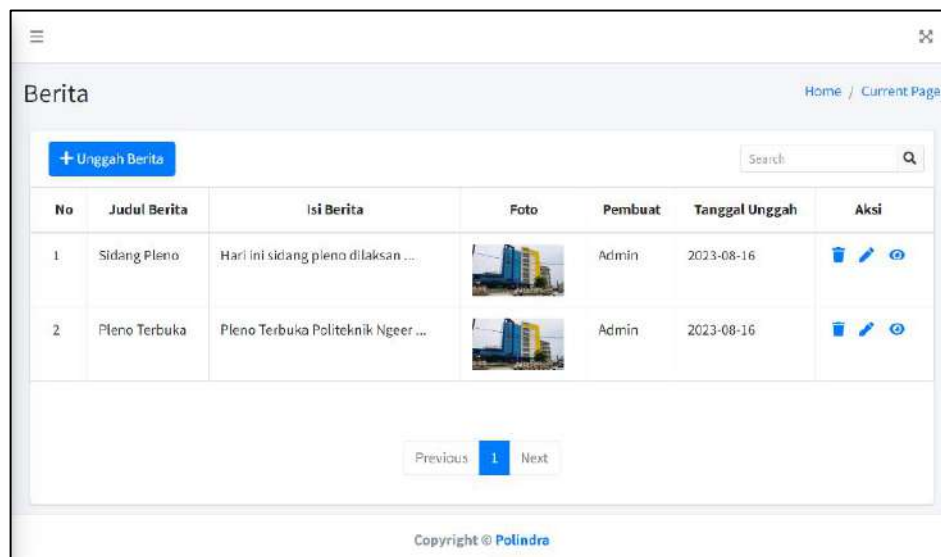 Berita
Home / Current Page
+ Unggah Berita
Search
No Judul Berita Isi Berita Foto Pembuat Tanggal Unggah Aksi
1 Sidang Pleno Hari ini sidang pleno dilaksan ... Admin 2023-08-16
2 Pleno Terbuka Pleno Terbuka Politeknik Ngeer ... Admin 2023-08-16
Previous 1 Next
Copyright © Polindra